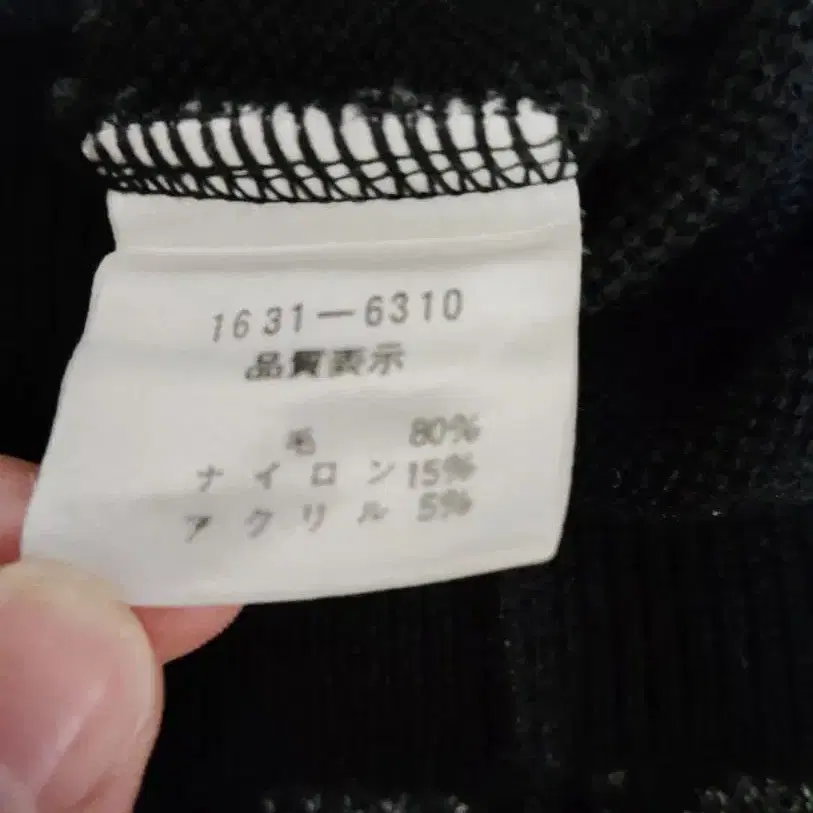 1631-6310
品質表示
毛 80%
ナイロン 15%
アクリル 5%